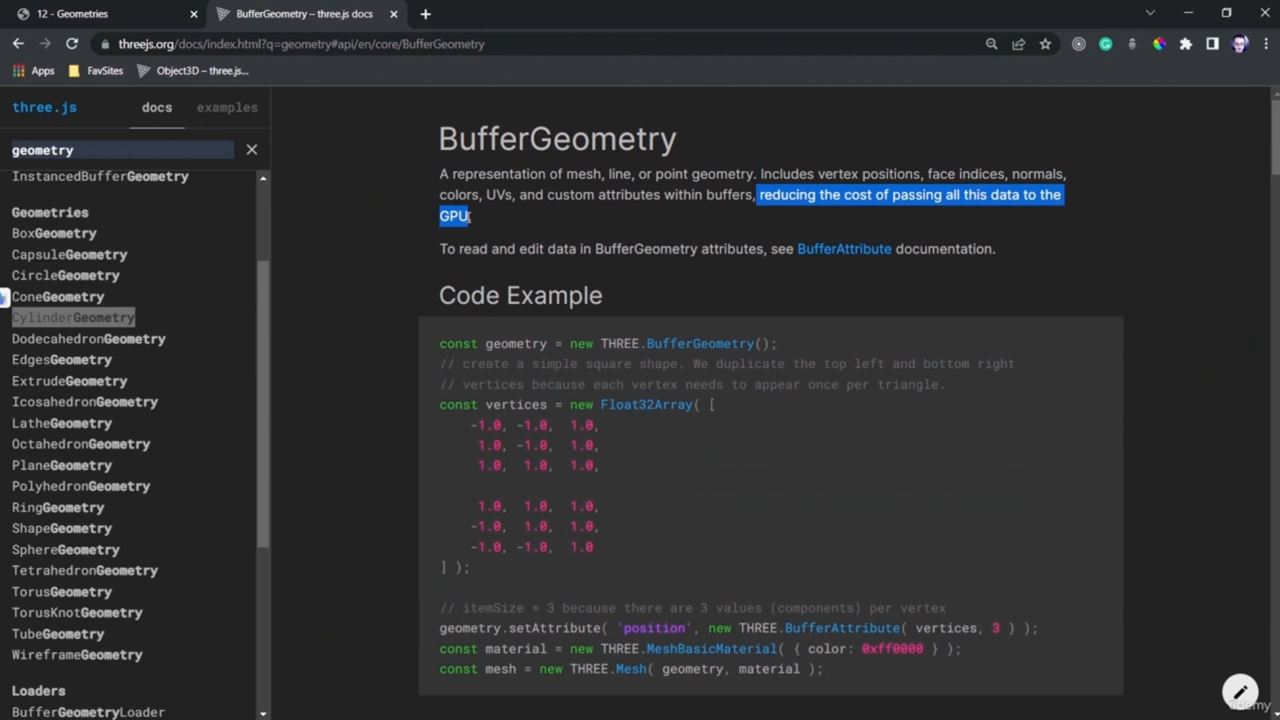 12 - Geometries
BufferGeometry – three.js docs
threejs.org/docs/index.html?q=geometry#api/en/core/BufferGeometry
Apps
FavSites
Object3D – three.js...
three.js
docs
examples
geometry
InstancedBufferGeometry
Geometries
BoxGeometry
CapsuleGeometry
CircleGeometry
ConeGeometry
CylinderGeometry
DodecahedronGeometry
EdgesGeometry
ExtrudeGeometry
IcosahedronGeometry
LatheGeometry
OctahedronGeometry
PlaneGeometry
PolyhedronGeometry
RingGeometry
ShapeGeometry
SphereGeometry
TetrahedronGeometry
TorusGeometry
TorusKnotGeometry
TubeGeometry
WireframeGeometry
Loaders
BufferGeometryLoader
BufferGeometry
A representation of mesh, line, or point geometry. Includes vertex positions, face indices, normals,
colors, UVs, and custom attributes within buffers, reducing the cost of passing all this data to the
GPU.
To read and edit data in BufferGeometry attributes, see BufferAttribute documentation.
Code Example
const geometry = new THREE.BufferGeometry();
// create a simple square shape. We duplicate the top left and bottom right
// vertices because each vertex needs to appear once per triangle.
const vertices = new Float32Array( [
-1.0, -1.0, 1.0,
1.0, -1.0, 1.0,
1.0, 1.0, 1.0,
1.0, 1.0, 1.0,
-1.0, 1.0, 1.0,
-1.0, -1.0, 1.0
] );
// itemSize = 3 because there are 3 values (components) per vertex
geometry.setAttribute( 'position', new THREE.BufferAttribute( vertices, 3 ) );
const material = new THREE.MeshBasicMaterial( { color: 0xff0000 } );
const mesh = new THREE.Mesh( geometry, material );
udemy